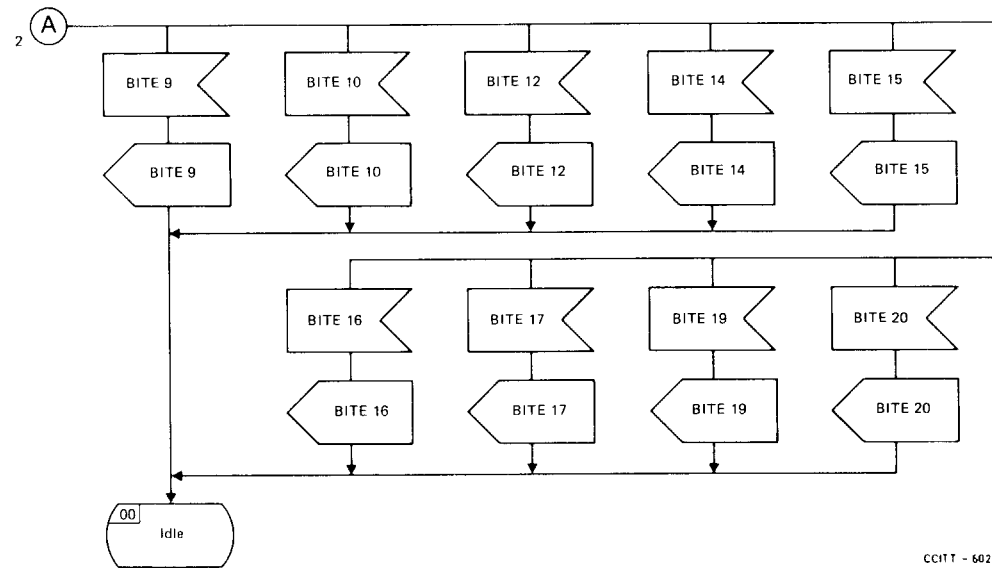 A
2
BITE 9 BITE 10 BITE 12 BITE 14 BITE 15
BITE 9 BITE 10 BITE 12 BITE 14 BITE 15
BITE 16 BITE 17 BITE 19 BITE 20
BITE 16 BITE 17 BITE 19 BITE 20
00
Idle
CCITT - 602